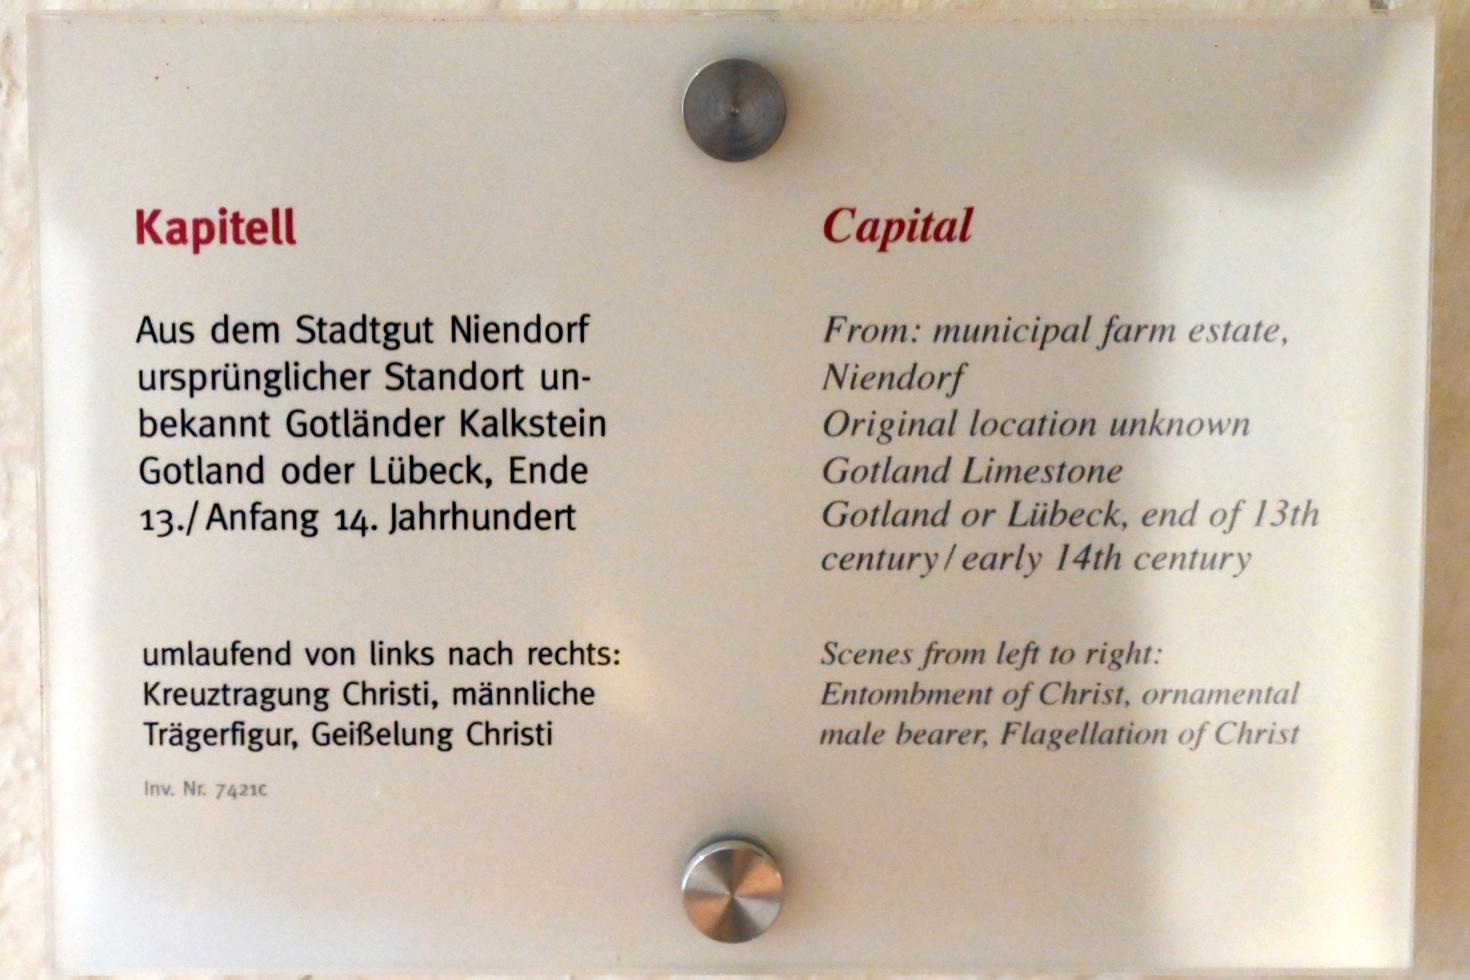 Kapitell
Aus dem Stadtgut Niendorf
ursprünglicher Standort un-
bekannt Gotländer Kalkstein
Gotland oder Lübeck, Ende
13./Anfang 14. Jahrhundert
umlaufend von links nach rechts:
Kreuztragung Christi, männliche
Trägerfigur, Geißelung Christi
Inv. Nr. 7421c
Capital
From: municipal farm estate,
Niendorf
Original location unknown
Gotland Limestone
Gotland or Lübeck, end of 13th
century/early 14th century
Scenes from left to right:
Entombment of Christ, ornamental
male bearer, Flagellation of Christ